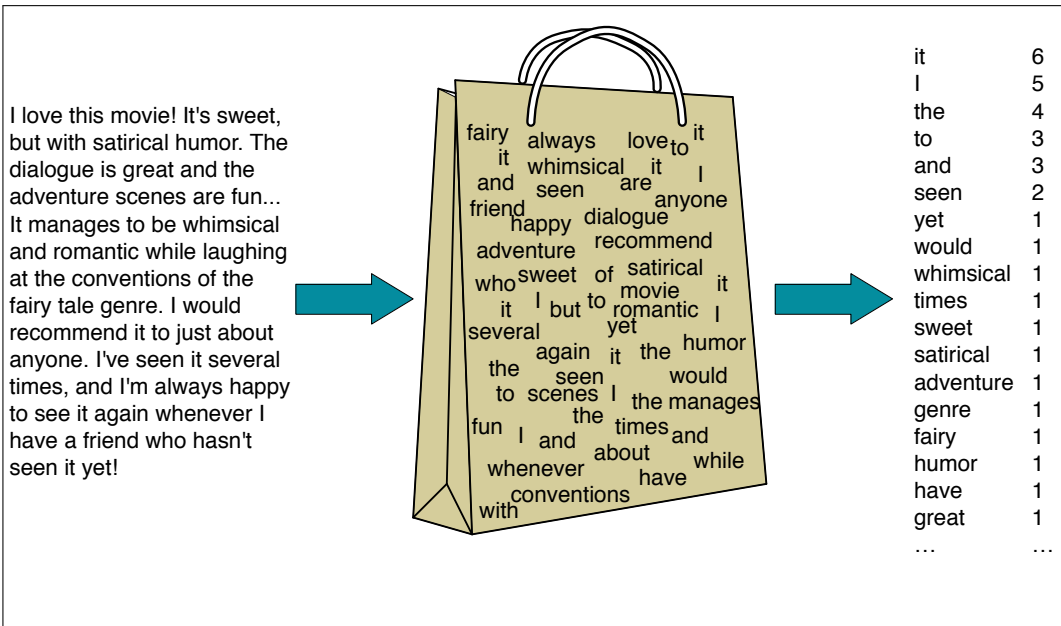 I love this movie! It's sweet,
but with satirical humor. The
dialogue is great and the
adventure scenes are fun...
It manages to be whimsical
and romantic while laughing
at the conventions of the
fairy tale genre. I would
recommend it to just about
anyone. I've seen it several
times, and I'm always happy
to see it again whenever I
have a friend who hasn't
seen it yet!
fairy always love to it
it whimsical it I
and seen are anyone
friend happy dialogue
adventure recommend
who sweet of satirical it
it I but to movie romantic I
several yet
again it the humor
the seen would
to scenes I the manages
the times
fun I and and
about
whenever have while
conventions
with
it 6
I 5
the 4
to 3
and 3
seen 2
yet 1
would 1
whimsical 1
times 1
sweet 1
satirical 1
adventure 1
genre 1
fairy 1
humor 1
have 1
great 1
… …